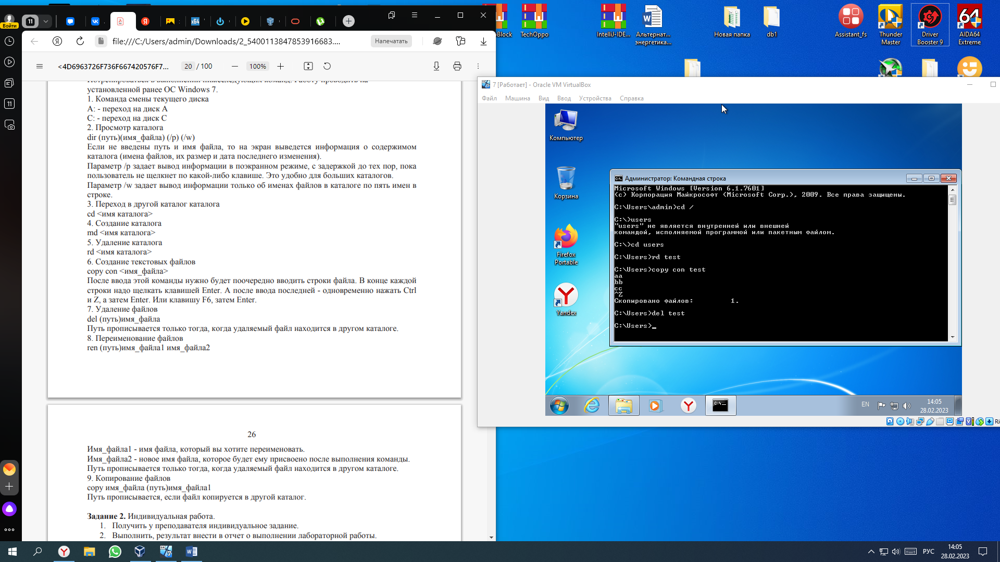 Войти
11
file:///C:/Users/admin/Downloads/2_5400113847853916683....
Напечатать
<4D6963726F736F667420576F7...
20 / 100
100%
установленной ранее ОС Windows 7.
1. Команда смены текущего диска
A: - переход на диск A
C: - переход на диск C
2. Просмотр каталога
dir (путь)(имя_файла) (/p) (/w)
Если не введены путь и имя файла, то на экран выведется информация о содержимом
каталога (имена файлов, их размер и дата последнего изменения).
Параметр /p задает вывод информации в поэкранном режиме, с задержкой до тех пор, пока
пользователь не щелкнет по какой-либо клавише. Это удобно для больших каталогов.
Параметр /w задает вывод информации только об именах файлов в каталоге по пять имен в
строке.
3. Переход в другой каталог каталога
cd <имя каталога>
4. Создание каталога
md <имя каталога>
5. Удаление каталога
rd <имя каталога>
6. Создание текстовых файлов
copy con <имя_файла>
После ввода этой команды нужно будет поочередно вводить строки файла. В конце каждой
строки надо щелкать клавишей Enter. А после ввода последней - одновременно нажать Ctrl
и Z, а затем Enter. Или клавишу F6, затем Enter.
7. Удаление файлов
del (путь)имя_файла
Путь прописывается только тогда, когда удаляемый файл находится в другом каталоге.
8. Переименование файлов
ren (путь)имя_файла1 имя_файла2
26
Имя_файла1 - имя файла, который вы хотите переименовать.
Имя_файла2 - новое имя файла, которое будет ему присвоено после выполнения команды.
Путь прописывается только тогда, когда удаляемый файл находится в другом каталоге.
9. Копирование файлов
copy имя_файла (путь)имя_файла1
Путь прописывается, если файл копируется в другой каталог.
Задание 2. Индивидуальная работа.
1. Получить у преподавателя индивидуальное задание.
2. Выполнить, результат внести в отчет о выполнении лабораторной работы.
11
Block
TechOppo
IntelliJ-IDE...
Альтернат...
энергетика...
Новая папка
db1
Assistant_fs
Thunder
Master
Driver
Booster 9
64
AIDA64
Extreme
7 [Работает] - Oracle VM VirtualBox
Файл Машина Вид Ввод Устройства Справка
Компьютер
Корзина
Firefox
Portable
Yandex
Администратор: Командная строка
Microsoft Windows [Version 6.1.7601]
(c) Корпорация Майкрософт (Microsoft Corp.), 2009. Все права защищены.
C:\Users\admin>cd /
C:\>users
"users" не является внутренней или внешней
командой, исполняемой программой или пакетным файлом.
C:\>cd users
C:\Users>rd test
C:\Users>copy con test
aa
bb
cc
^Z
Скопировано файлов: 1.
C:\Users>del test
C:\Users>_
EN
14:05
28.02.2023
РУС
14:05
28.02.2023